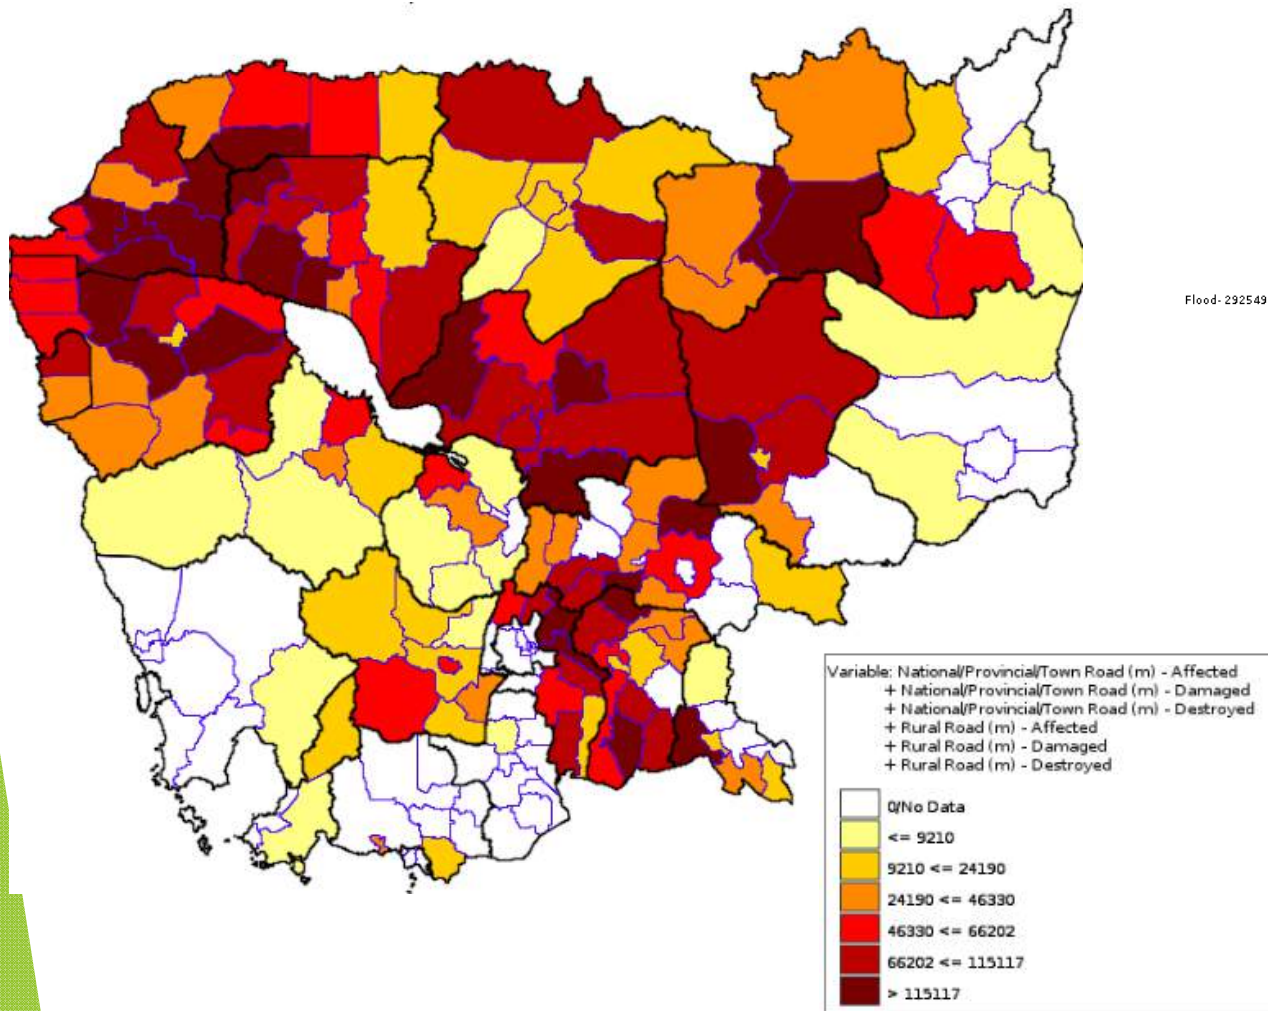 Flood- 292549
Variable: National/Provincial/Town Road (m) - Affected
+ National/Provincial/Town Road (m) - Damaged
+ National/Provincial/Town Road (m) - Destroyed
+ Rural Road (m) - Affected
+ Rural Road (m) - Damaged
+ Rural Road (m) - Destroyed
0/No Data
<= 9210
9210 <= 24190
24190 <= 46330
46330 <= 66202
66202 <= 115117
> 115117